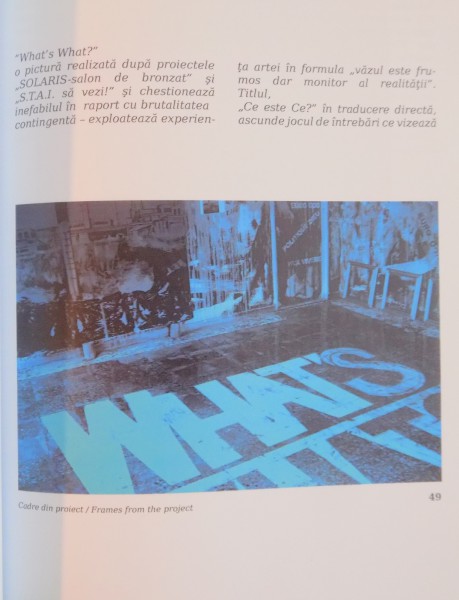 “What's What?”
o pictură realizată după proiectele
„SOLARIS-salon de bronzat” și
„S.T.A.I. să vezi!” și chestionează
inefabilul în raport cu brutalitatea
contingentă – exploatează experien-
ța artei în formula „văzul este fru-
mos dar monitor al realității”.
Titlul,
„Ce este Ce?” în traducere directă,
ascunde jocul de întrebări ce vizează
WHAT'S
Cadre din proiect / Frames from the project
49